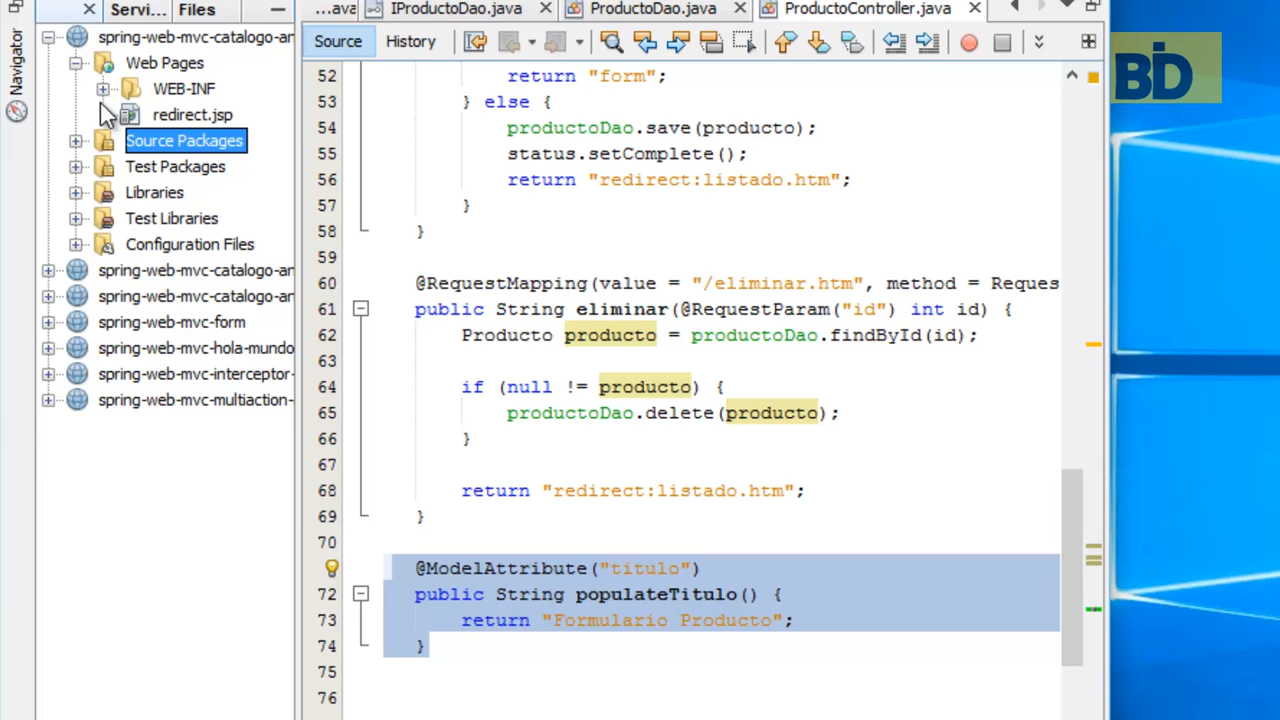 Servi...
Files
...ava
IProductoDao.java
ProductoDao.java
ProductoController.java
Navigator
Source
History
spring-web-mvc-catalogo-an
Web Pages
WEB-INF
redirect.jsp
Source Packages
Test Packages
Libraries
Test Libraries
Configuration Files
spring-web-mvc-catalogo-an
spring-web-mvc-catalogo-an
spring-web-mvc-form
spring-web-mvc-hola-mundo
spring-web-mvc-interceptor-
spring-web-mvc-multiaction-
52 return "form";
53 } else {
54 productoDao.save(producto);
55 status.setComplete();
56 return "redirect:listado.htm";
57 }
58 }
59
60 @RequestMapping(value = "/eliminar.htm", method = Reques
61 public String eliminar(@RequestParam("id") int id) {
62 Producto producto = productoDao.findById(id);
63
64 if (null != producto) {
65 productoDao.delete(producto);
66 }
67
68 return "redirect:listado.htm";
69 }
70
@ModelAttribute("titulo")
72 public String populateTitulo() {
73 return "Formulario Producto";
74 }
75
76
BID